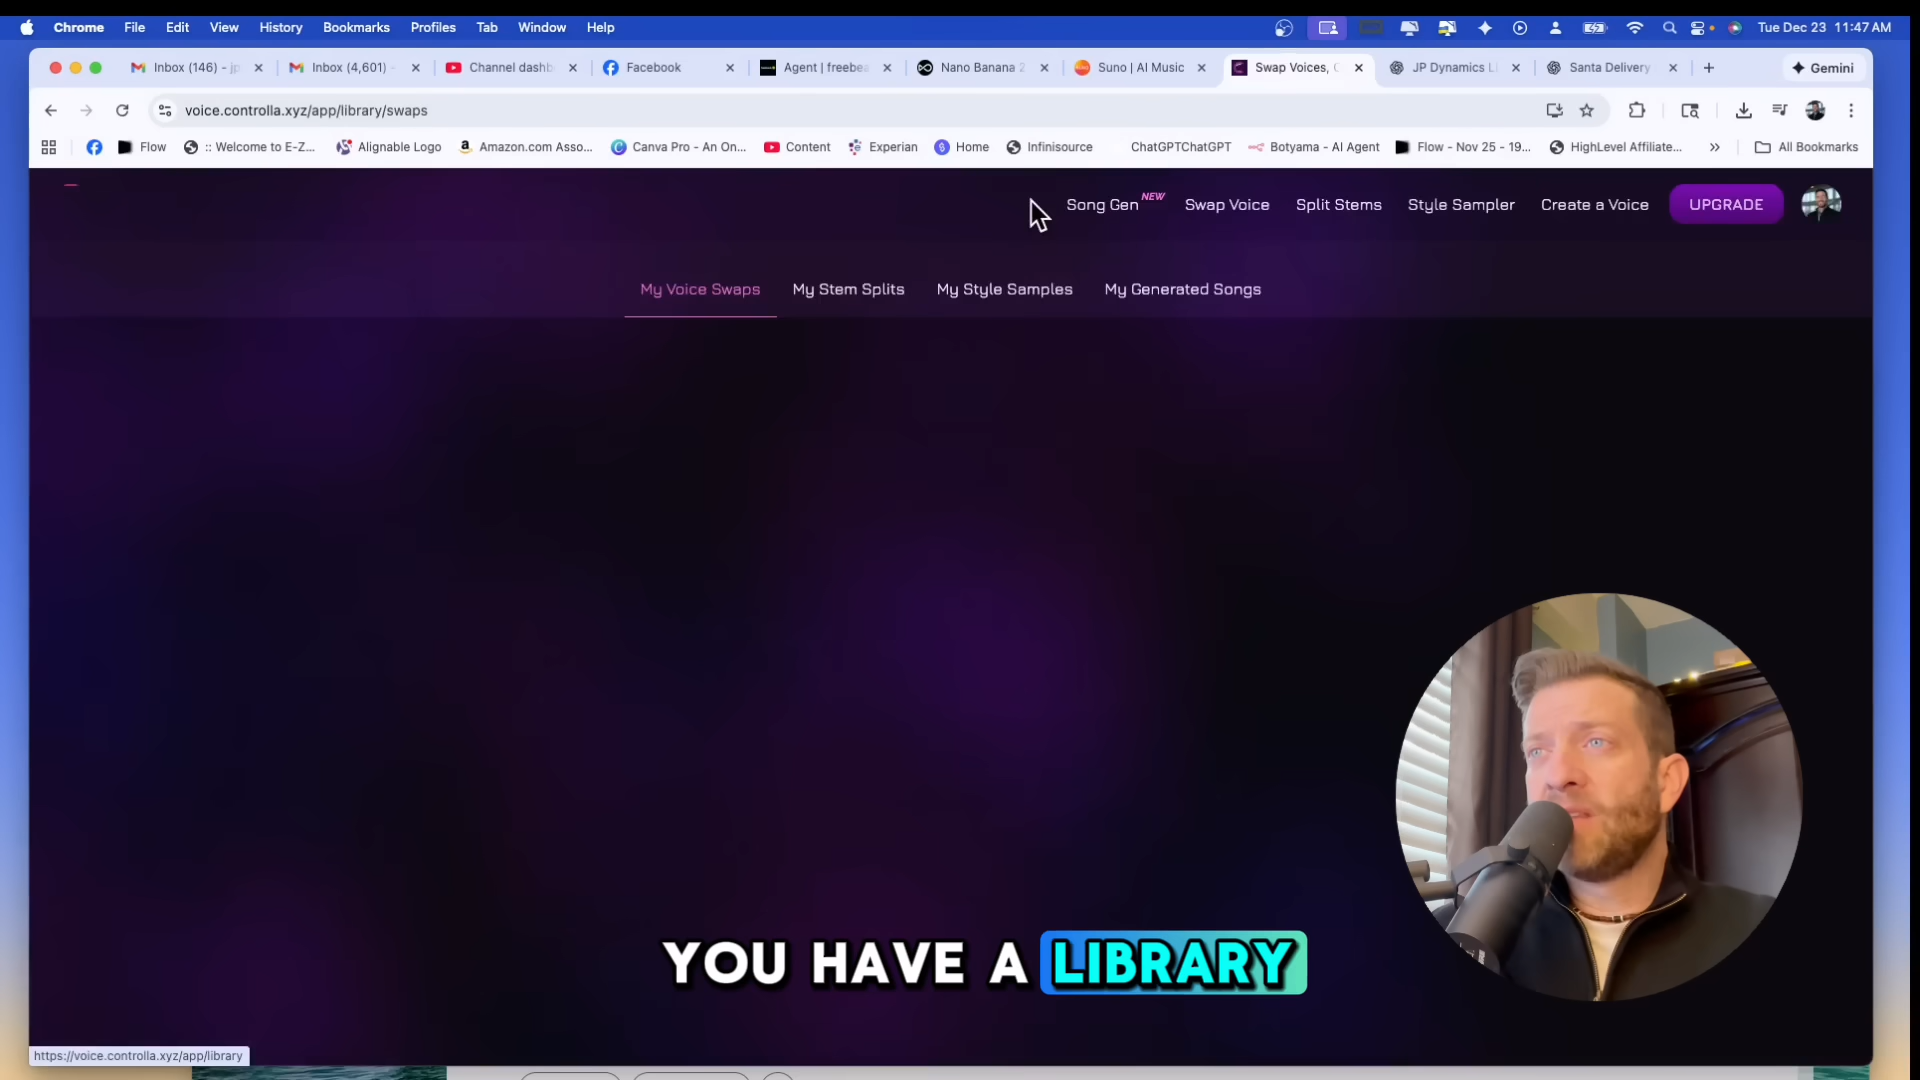 Chrome File Edit View History Bookmarks Profiles Tab Window Help Tue Dec 23 11:47 AM
Inbox (146) - jp Inbox (4,601) - Channel dashb Facebook Agent | freebea Nano Banana 2 Suno | AI Music Swap Voices, C JP Dynamics L Santa Delivery Gemini
voice.controlla.xyz/app/library/swaps
Flow :: Welcome to E-Z... Alignable Logo Amazon.com Asso... Canva Pro - An On... Content Experian Home Infinisource ChatGPTChatGPT Botyama - AI Agent Flow - Nov 25 - 19... HighLevel Affiliate... » All Bookmarks
Song Gen NEW Swap Voice Split Stems Style Sampler Create a Voice UPGRADE
My Voice Swaps My Stem Splits My Style Samples My Generated Songs
YOU HAVE A LIBRARY
https://voice.controlla.xyz/app/library